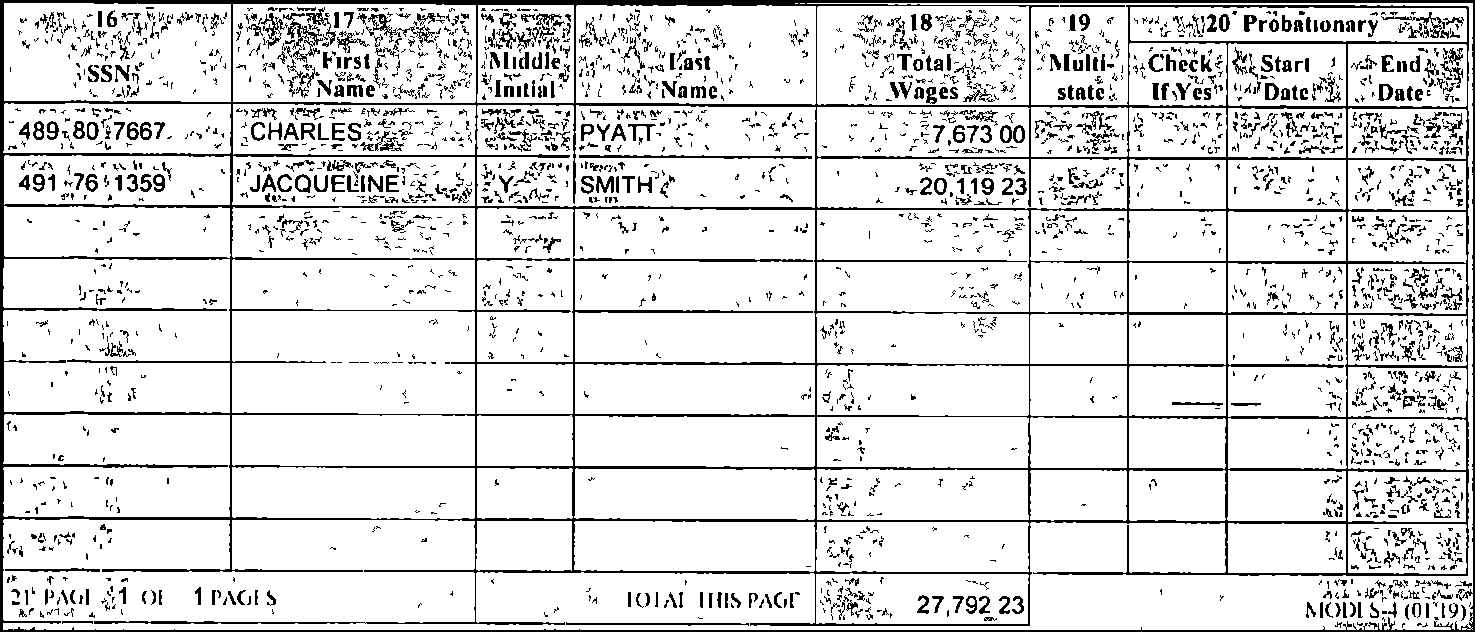 16 17 18 19 20 Probationary
SSN First Name Middle Initial Last Name Total Wages Multi-state Check If Yes Start Date End Date
489 80 7667 CHARLES PYATT 7,673 00
491 76 1359 JACQUELINE Y SMITH 20,119 23
21 PAGE 1 OF 1 PAGES TOTAL THIS PAGE 27,792 23
MODES-4 (01 19)